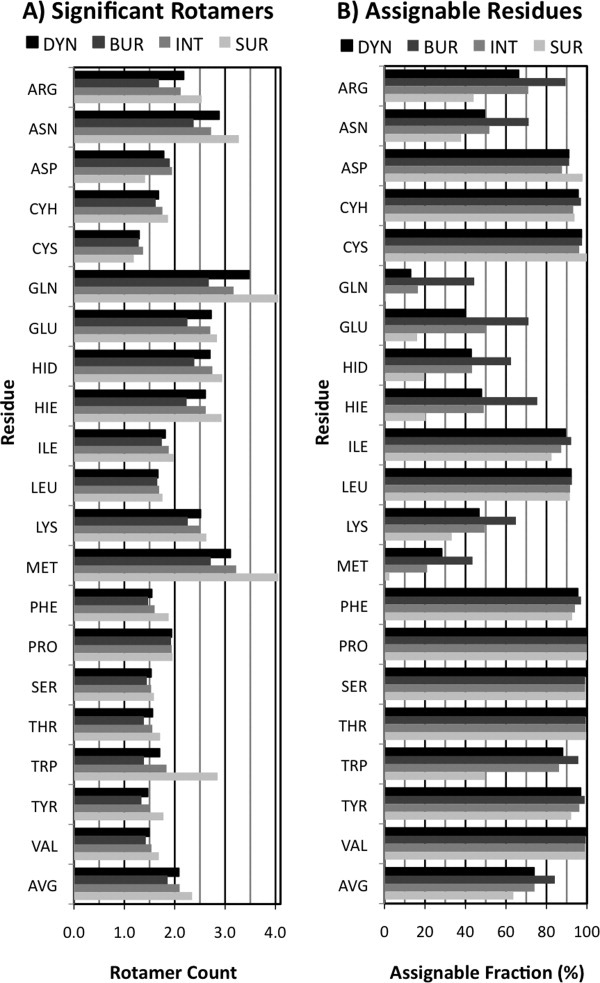 A) Significant Rotamers
DYN BUR INT SUR
Residue
ARG
ASN
ASP
CYH
CYS
GLN
GLU
HID
HIE
ILE
LEU
LYS
MET
PHE
PRO
SER
THR
TRP
TYR
VAL
AVG
0.0 1.0 2.0 3.0 4.0
Rotamer Count
B) Assignable Residues
DYN BUR INT SUR
Residue
ARG
ASN
ASP
CYH
CYS
GLN
GLU
HID
HIE
ILE
LEU
LYS
MET
PHE
PRO
SER
THR
TRP
TYR
VAL
AVG
0 20 40 60 80 100
Assignable Fraction (%)